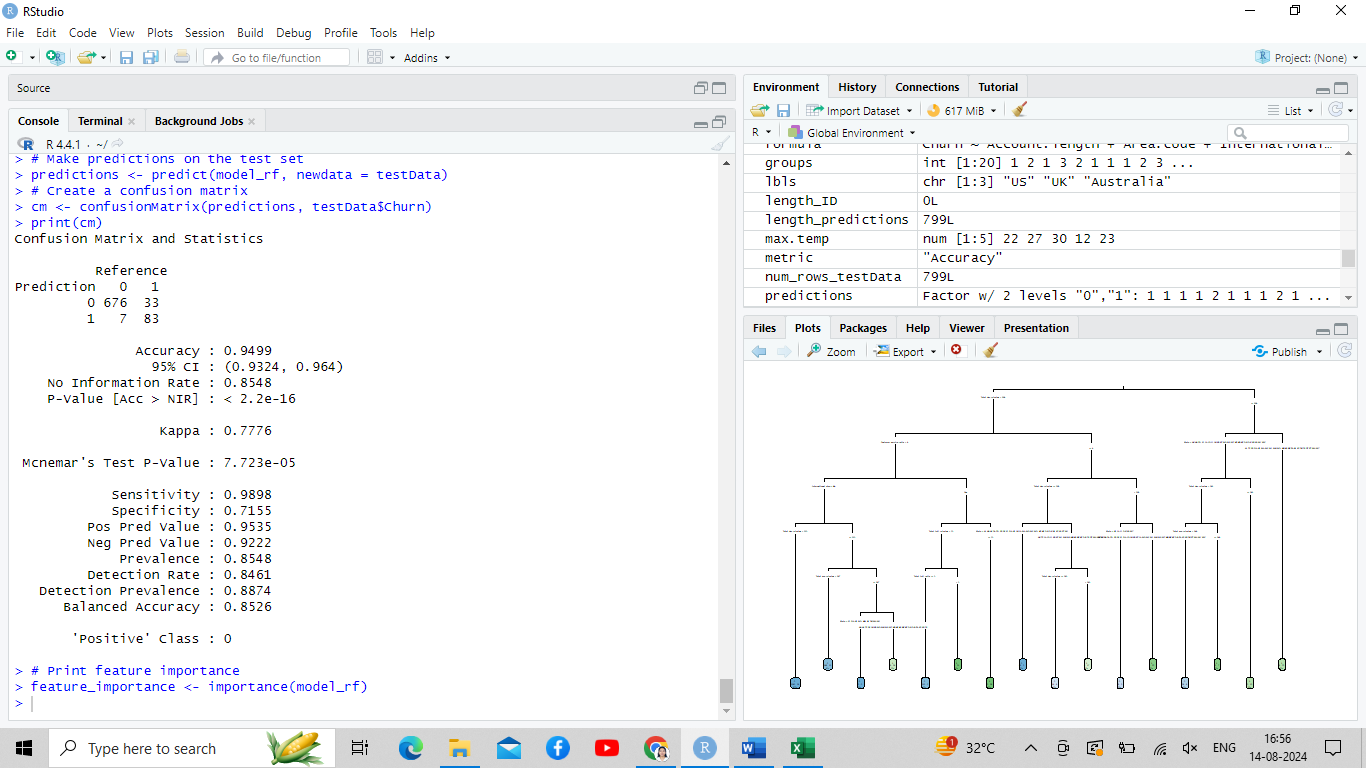 RStudio
File Edit Code View Plots Session Build Debug Profile Tools Help
Go to file/function Addins Project: (None)
Source
Console Terminal Background Jobs
R 4.4.1 · ~/
> # Make predictions on the test set
> predictions <- predict(model_rf, newdata = testData)
> # Create a confusion matrix
> cm <- confusionMatrix(predictions, testData$Churn)
> print(cm)
Confusion Matrix and Statistics
Reference
Prediction 0 1
0 676 33
1 7 83
Accuracy : 0.9499
95% CI : (0.9324, 0.964)
No Information Rate : 0.8548
P-Value [Acc > NIR] : < 2.2e-16
Kappa : 0.7776
Mcnemar's Test P-Value : 7.723e-05
Sensitivity : 0.9898
Specificity : 0.7155
Pos Pred Value : 0.9535
Neg Pred Value : 0.9222
Prevalence : 0.8548
Detection Rate : 0.8461
Detection Prevalence : 0.8874
Balanced Accuracy : 0.8526
'Positive' Class : 0
> # Print feature importance
> feature_importance <- importance(model_rf)
>
Environment History Connections Tutorial
Import Dataset 617 MiB List
R Global Environment
formula Churn ~ Account.length + Area.code + International…
groups int [1:20] 1 2 1 3 2 1 1 1 2 3 ...
lbls chr [1:3] "US" "UK" "Australia"
length_ID 0L
length_predictions 799L
max.temp num [1:5] 22 27 30 12 23
metric "Accuracy"
num_rows_testData 799L
predictions Factor w/ 2 levels "0","1": 1 1 1 1 2 1 1 1 2 1 ...
Files Plots Packages Help Viewer Presentation
Zoom Export Publish
Type here to search
32°C ENG 16:56
14-08-2024